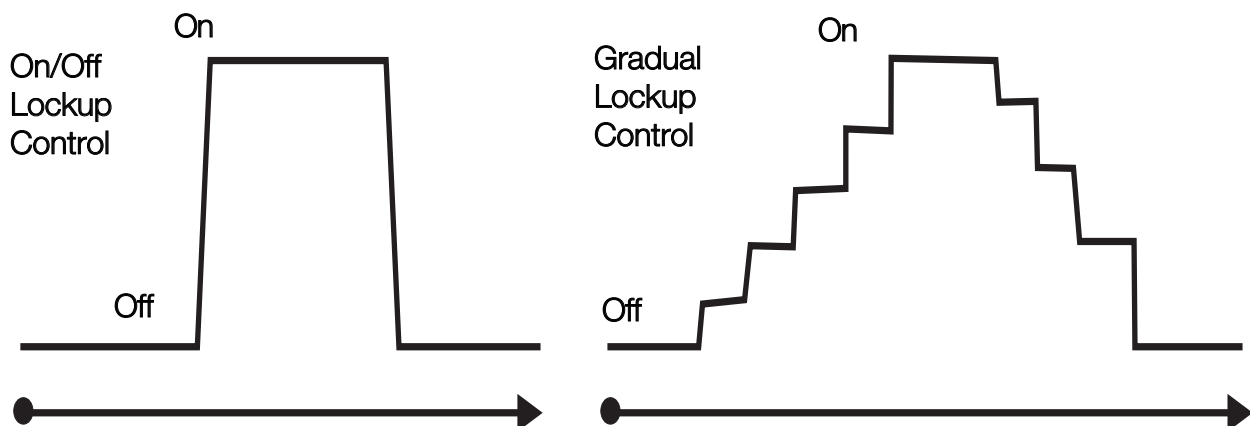 On
On/Off
Lockup
Control
Off
On
Gradual
Lockup
Control
Off